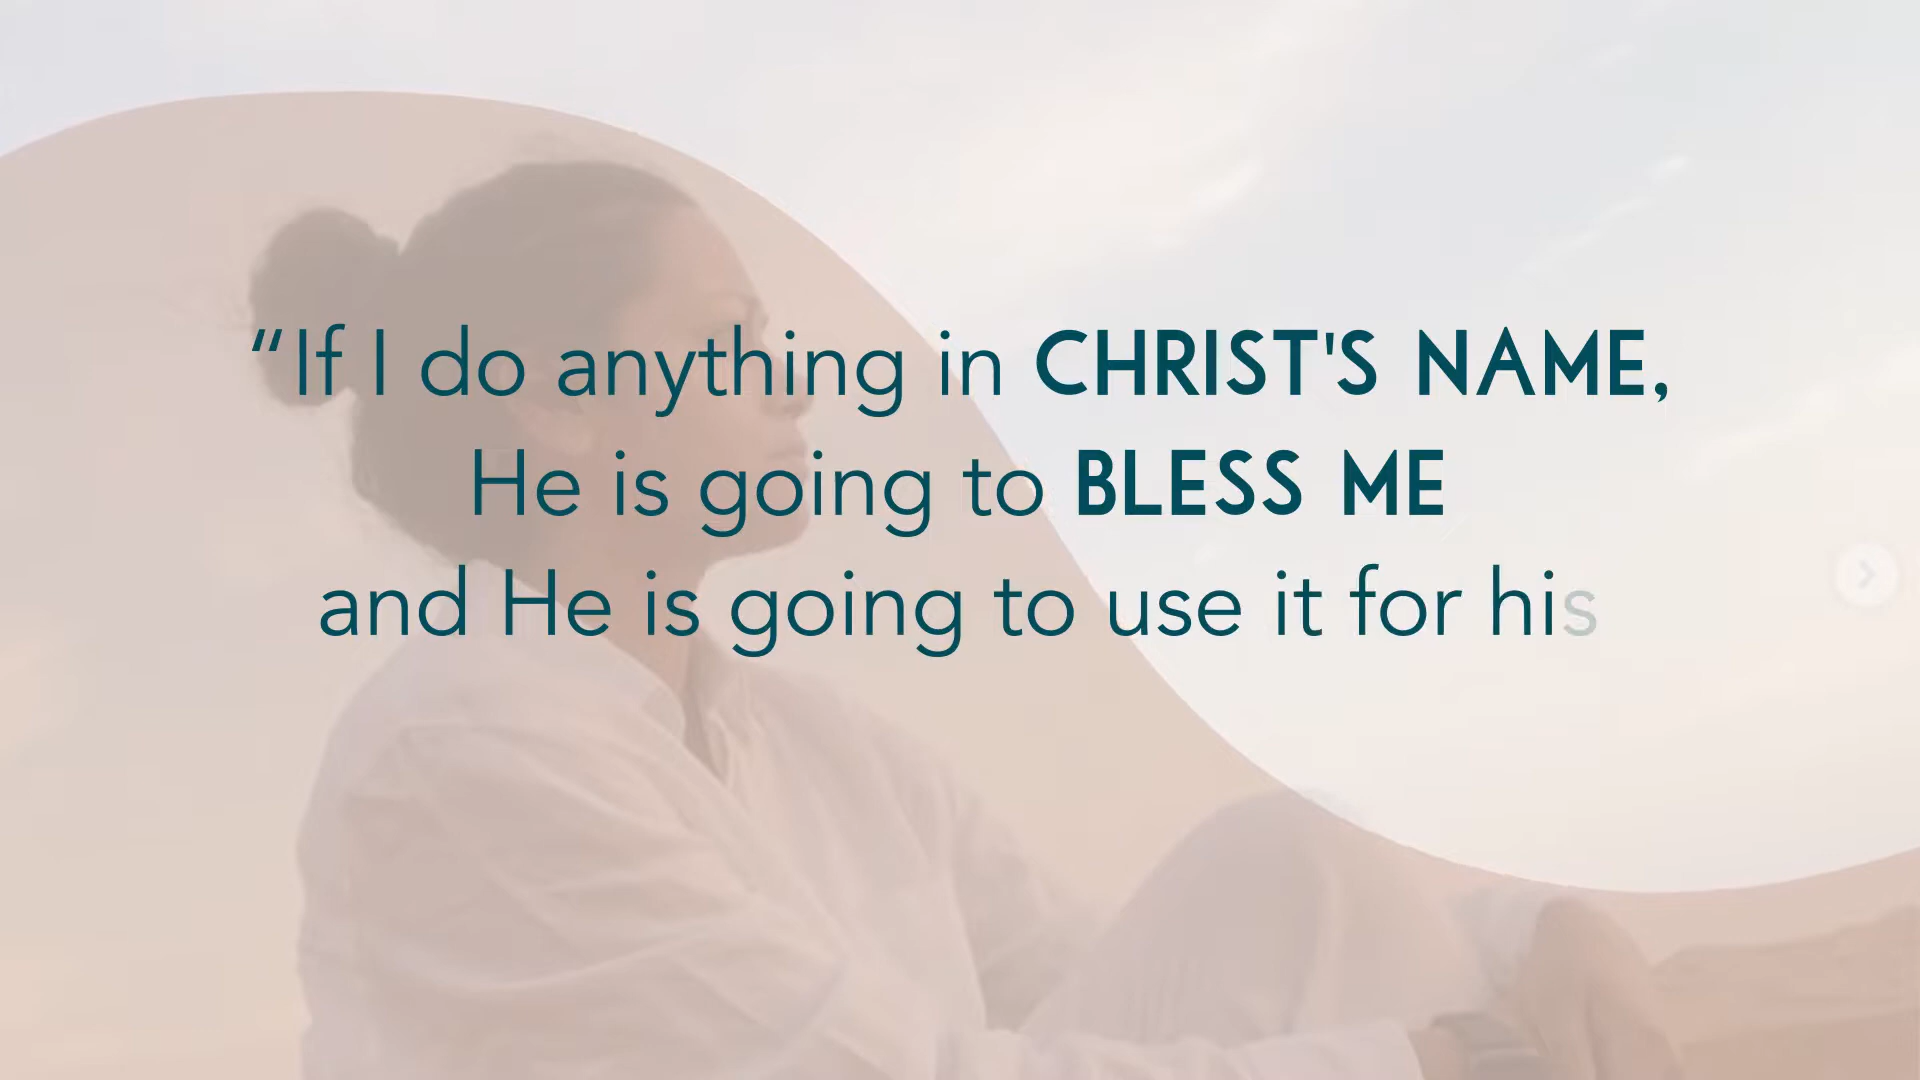 “If I do anything in CHRIST'S NAME,
He is going to BLESS ME
and He is going to use it for his